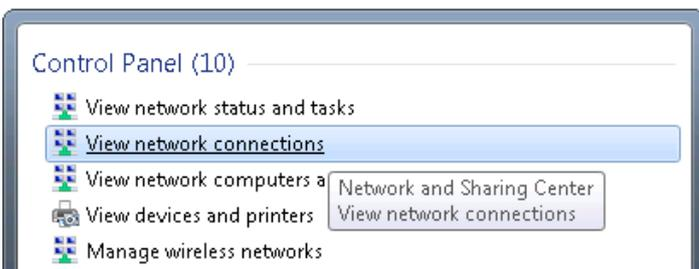 Control Panel (10)
View network status and tasks
View network connections
View network computers a
Network and Sharing Center
View network connections
View devices and printers
Manage wireless networks